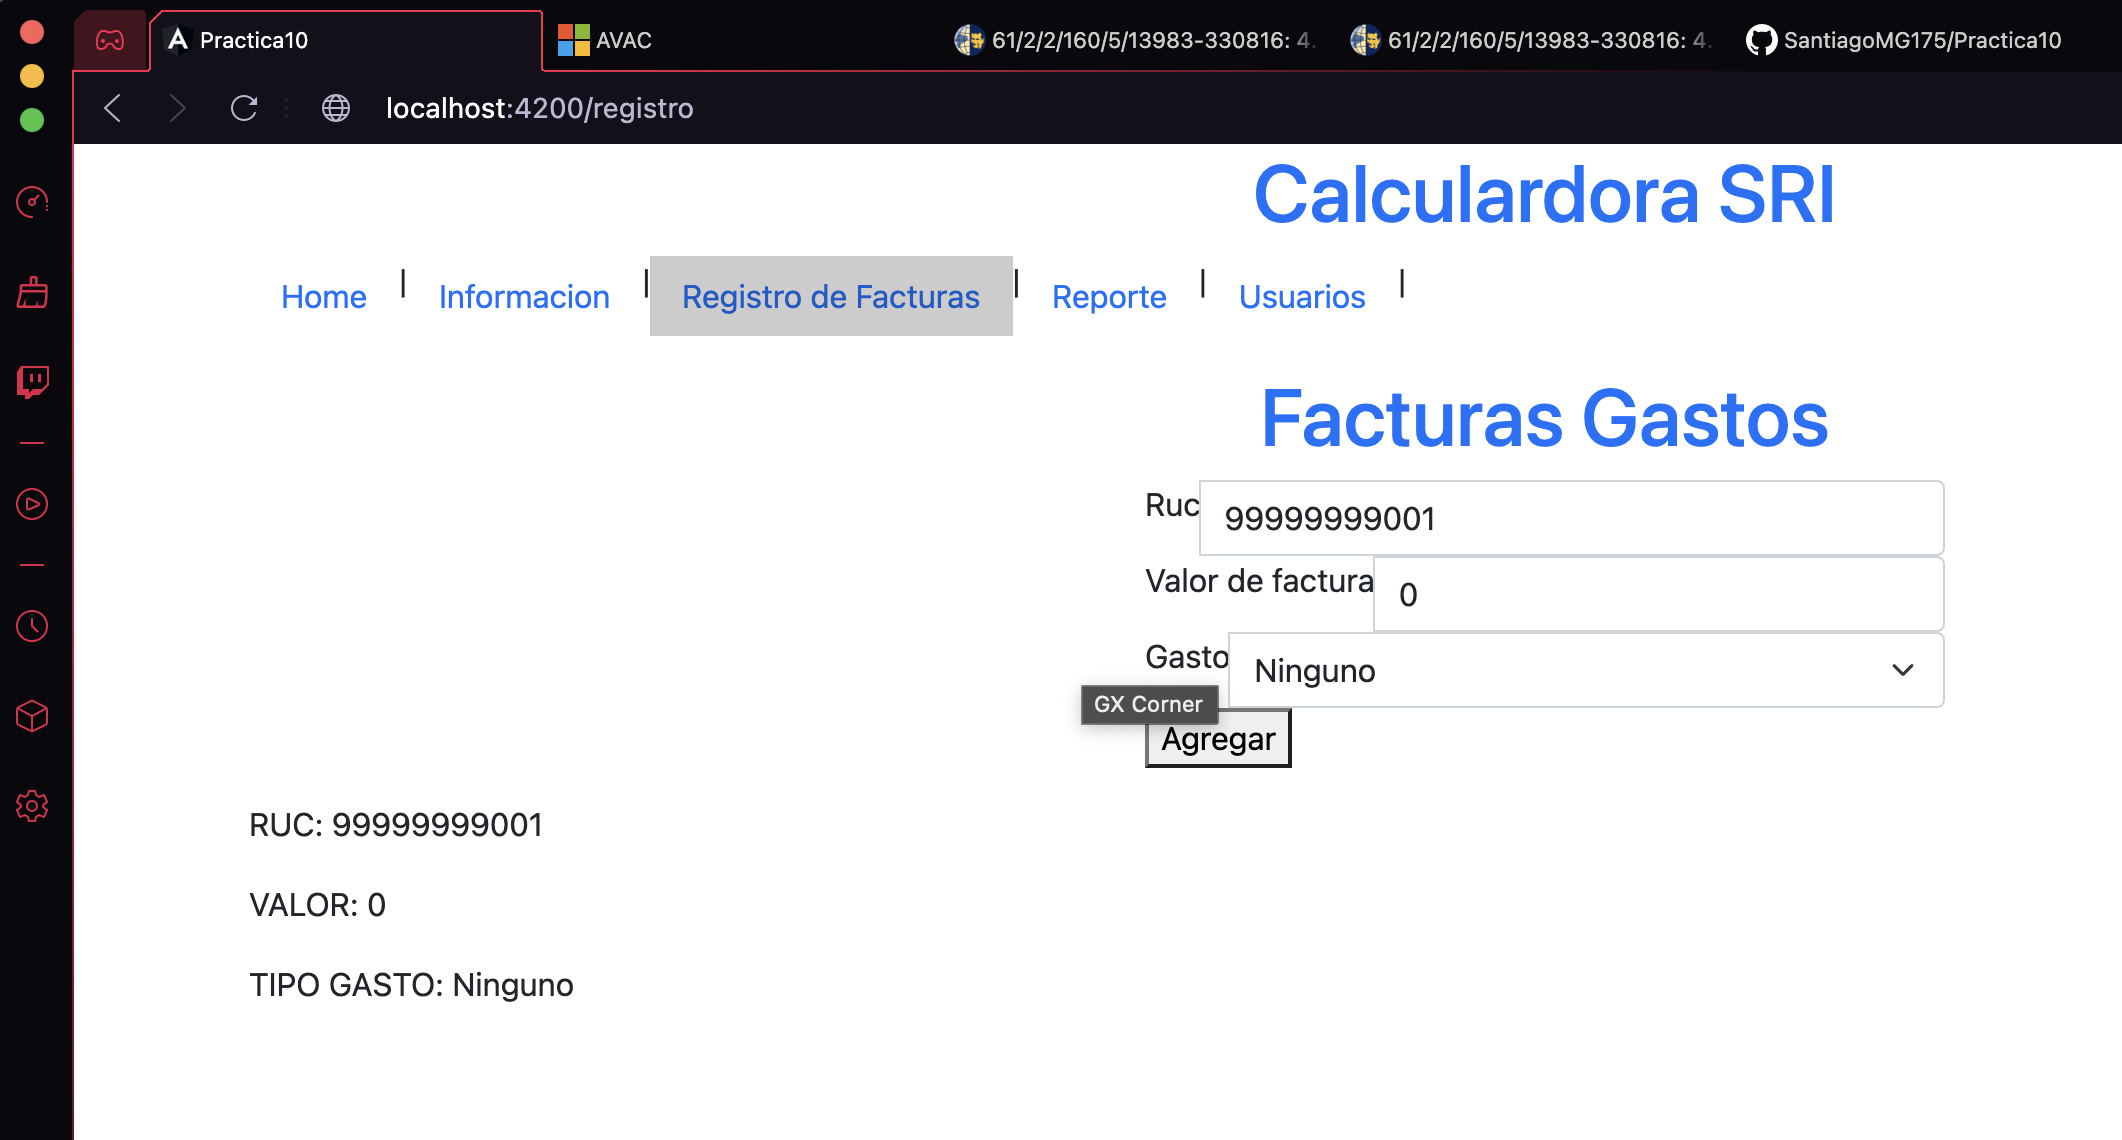 Practica10
AVAC
61/2/2/160/5/13983-330816: 4.
61/2/2/160/5/13983-330816: 4.
SantiagoMG175/Practica10
localhost:4200/registro
Calculardora SRI
Home | Informacion | Registro de Facturas | Reporte | Usuarios |
Facturas Gastos
Ruc 99999999001
Valor de factura 0
Gasto Ninguno
GX Corner
Agregar
RUC: 99999999001
VALOR: 0
TIPO GASTO: Ninguno